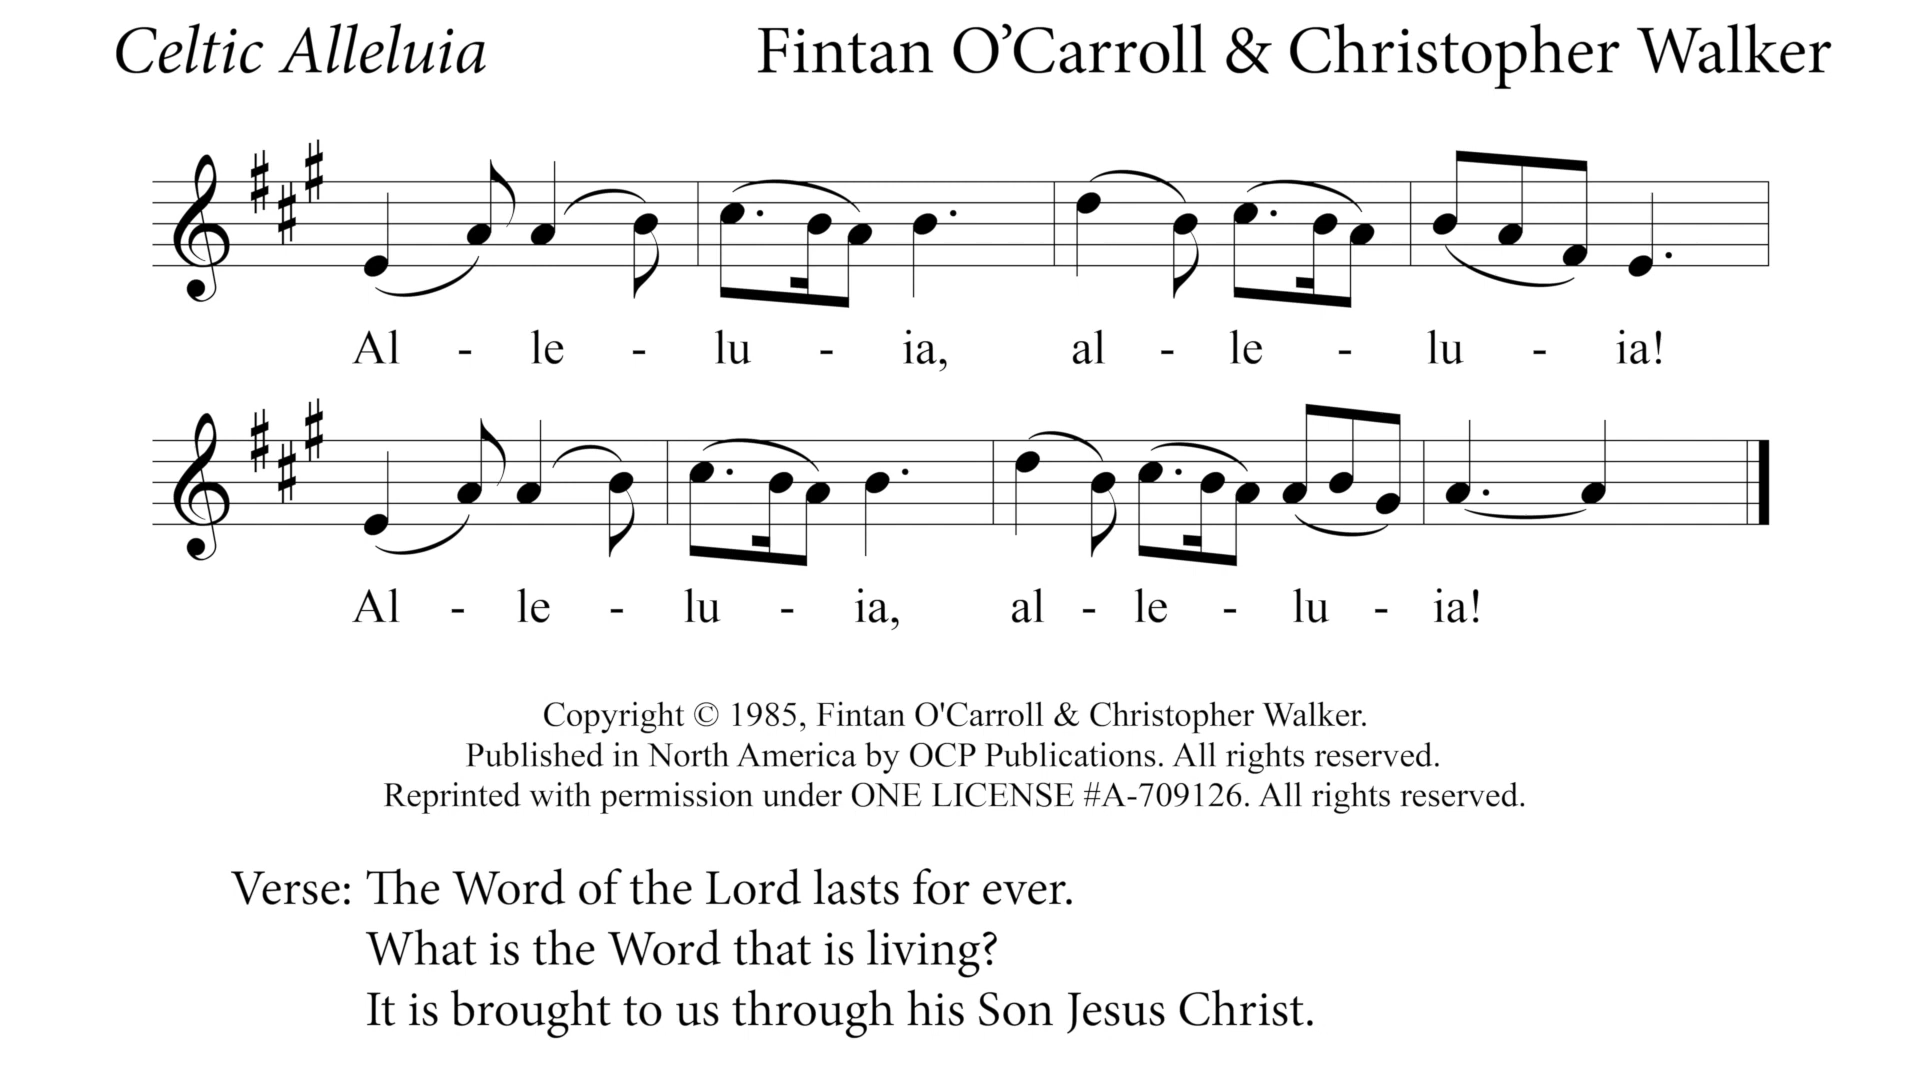 Celtic Alleluia Fintan O’Carroll & Christopher Walker
Al - le - lu - ia, al - le - lu - ia!
Al - le - lu - ia, al - le - lu - ia!
Copyright © 1985, Fintan O'Carroll & Christopher Walker.
Published in North America by OCP Publications. All rights reserved.
Reprinted with permission under ONE LICENSE #A-709126. All rights reserved.
Verse: The Word of the Lord lasts for ever.
What is the Word that is living?
It is brought to us through his Son Jesus Christ.